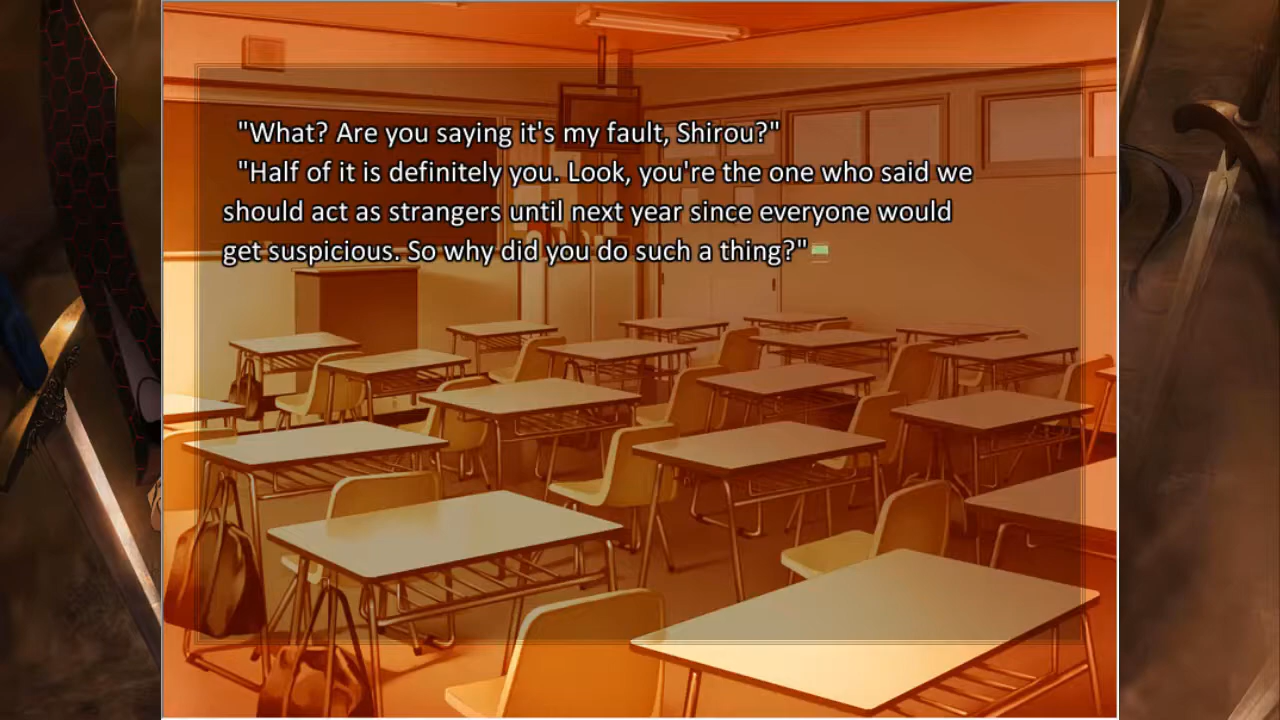 "What? Are you saying it's my fault, Shirou?"
"Half of it is definitely you. Look, you're the one who said we
should act as strangers until next year since everyone would
get suspicious. So why did you do such a thing?"